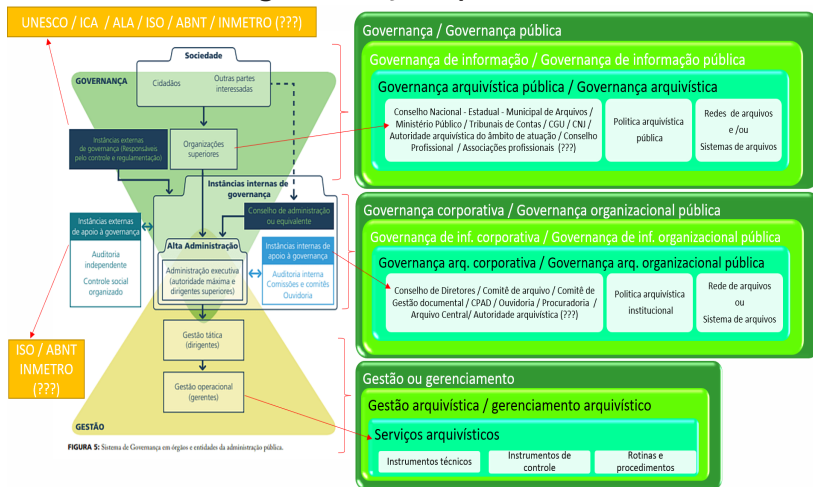 UNESCO / ICA / ALA / ISO / ABNT / INMETRO (???)
Sociedade
GOVERNANÇA
Cidadãos
Outras partes
interessadas
Instâncias externas
de governança (Responsáveis
pelo controle e regulamentação)
Organizações
superiores
Instâncias internas de
governança
Instâncias externas
de apoio à governança
Auditoria
independente
Controle social
organizado
Conselho de administração
ou equivalente
Alta Administração
Administração executiva
(autoridade máxima e
dirigentes superiores)
Instâncias internas de
apoio à governança
Auditoria interna
Comissões e comitês
Ouvidoria
Gestão tática
(dirigentes)
Gestão operacional
(gerentes)
GESTÃO
ISO / ABNT
INMETRO
(???)
FIGURA 5: Sistema de Governança em órgãos e entidades da administração pública.
Governança / Governança pública
Governança de informação / Governança de informação pública
Governança arquivística pública / Governança arquivística
Conselho Nacional - Estadual - Municipal de Arquivos /
Ministério Público / Tribunais de Contas / CGU / CNJ /
Autoridade arquivística do âmbito de atuação / Conselho
Profissional / Associações profissionais (???)
Politica arquivística
pública
Redes de arquivos
e /ou
Sistemas de arquivos
Governança corporativa / Governança organizacional pública
Governança de inf. corporativa / Governança de inf. organizacional pública
Governança arq. corporativa / Governança arq. organizacional pública
Conselho de Diretores / Comitê de arquivo / Comitê de
Gestão documental / CPAD / Ouvidoria / Procuradoria /
Arquivo Central/ Autoridade arquivística (???)
Politica arquivística
institucional
Rede de arquivos
ou
Sistema de arquivos
Gestão ou gerenciamento
Gestão arquivística / gerenciamento arquivístico
Serviços arquivísticos
Instrumentos técnicos
Instrumentos de
controle
Rotinas e
procedimentos